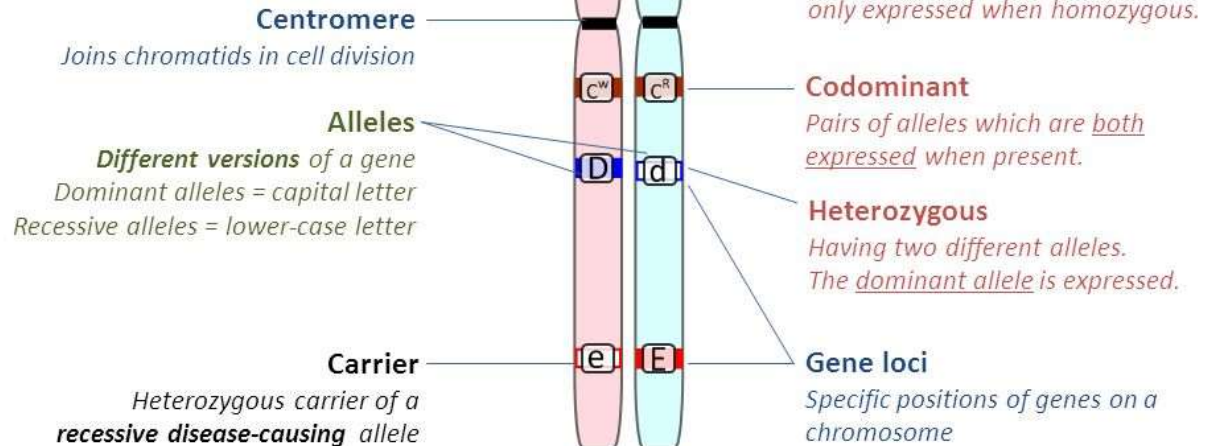 Centromere
Joins chromatids in cell division
Alleles
Different versions of a gene
Dominant alleles = capital letter
Recessive alleles = lower-case letter
Carrier
Heterozygous carrier of a
recessive disease-causing allele
C^W C^R
D d
e E
only expressed when homozygous.
Codominant
Pairs of alleles which are both
expressed when present.
Heterozygous
Having two different alleles.
The dominant allele is expressed.
Gene loci
Specific positions of genes on a
chromosome